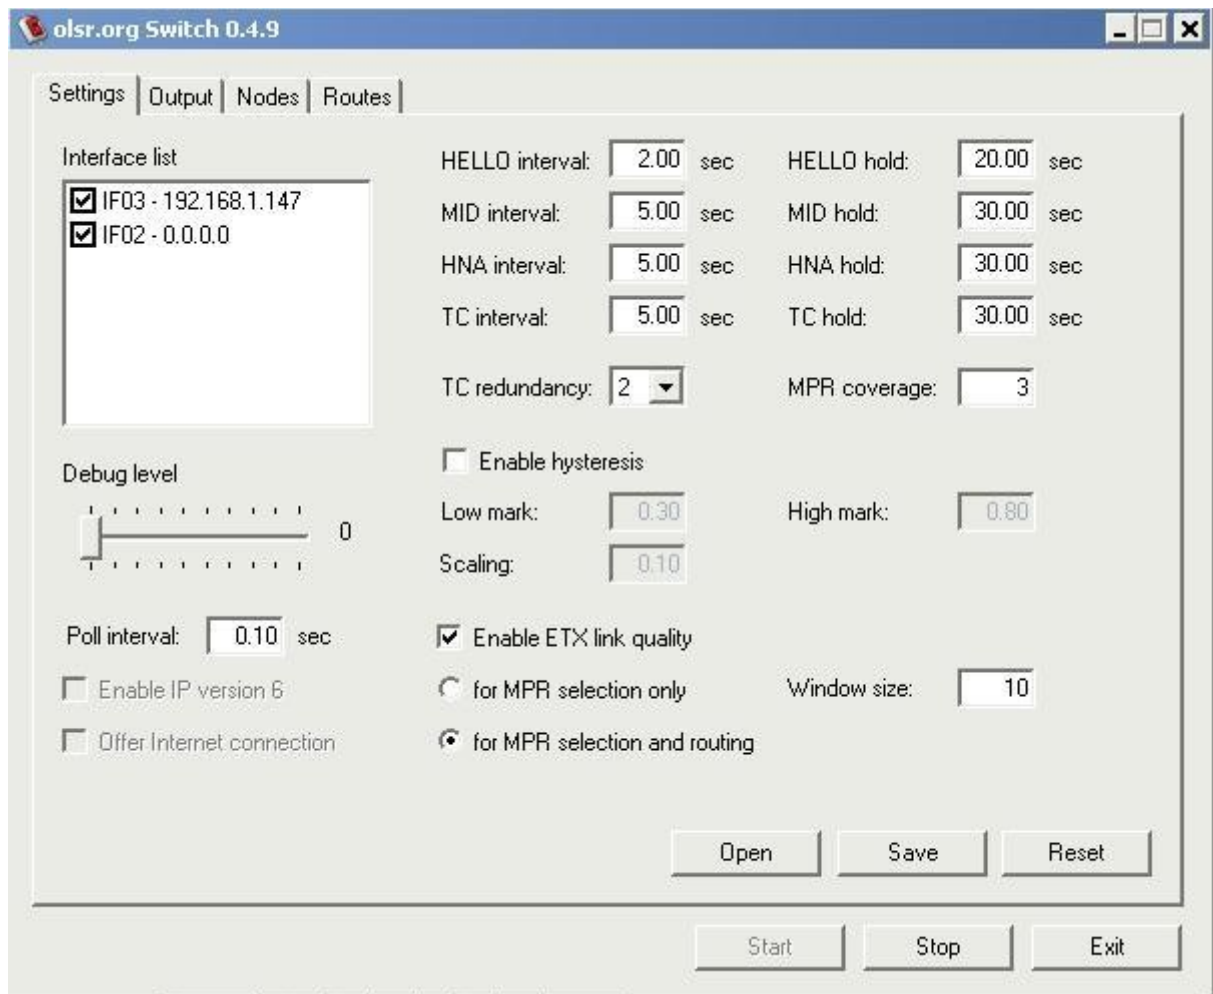 olsr.org Switch 0.4.9
Settings Output Nodes Routes
Interface list
IF03 - 192.168.1.147
IF02 - 0.0.0.0
Debug level
0
Poll interval: 0.10 sec
Enable IP version 6
Offer Internet connection
HELLO interval: 2.00 sec HELLO hold: 20.00 sec
MID interval: 5.00 sec MID hold: 30.00 sec
HNA interval: 5.00 sec HNA hold: 30.00 sec
TC interval: 5.00 sec TC hold: 30.00 sec
TC redundancy: 2 MPR coverage: 3
Enable hysteresis
Low mark: 0.30 High mark: 0.80
Scaling: 0.10
Enable ETX link quality
for MPR selection only Window size: 10
for MPR selection and routing
Open Save Reset
Start Stop Exit